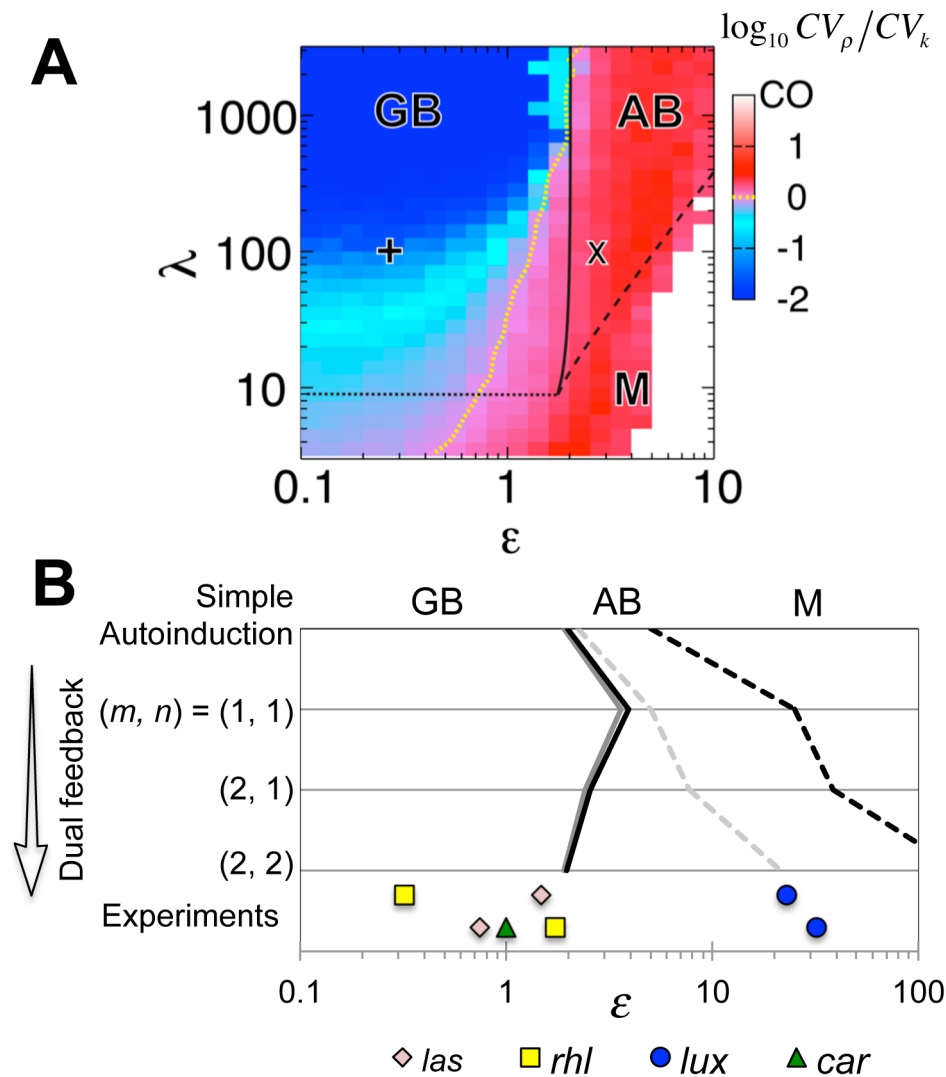 A
log₁₀ CVρ/CVk
GB
AB
CO
1000
1
0
λ
100
+
x
-1
-2
10
M
0.1
1
10
ε
B
Simple
Autoinduction
GB
AB
M
(m, n) = (1, 1)
Dual feedback
(2, 1)
(2, 2)
Experiments
0.1
1
ε
10
100
las
rhl
lux
car